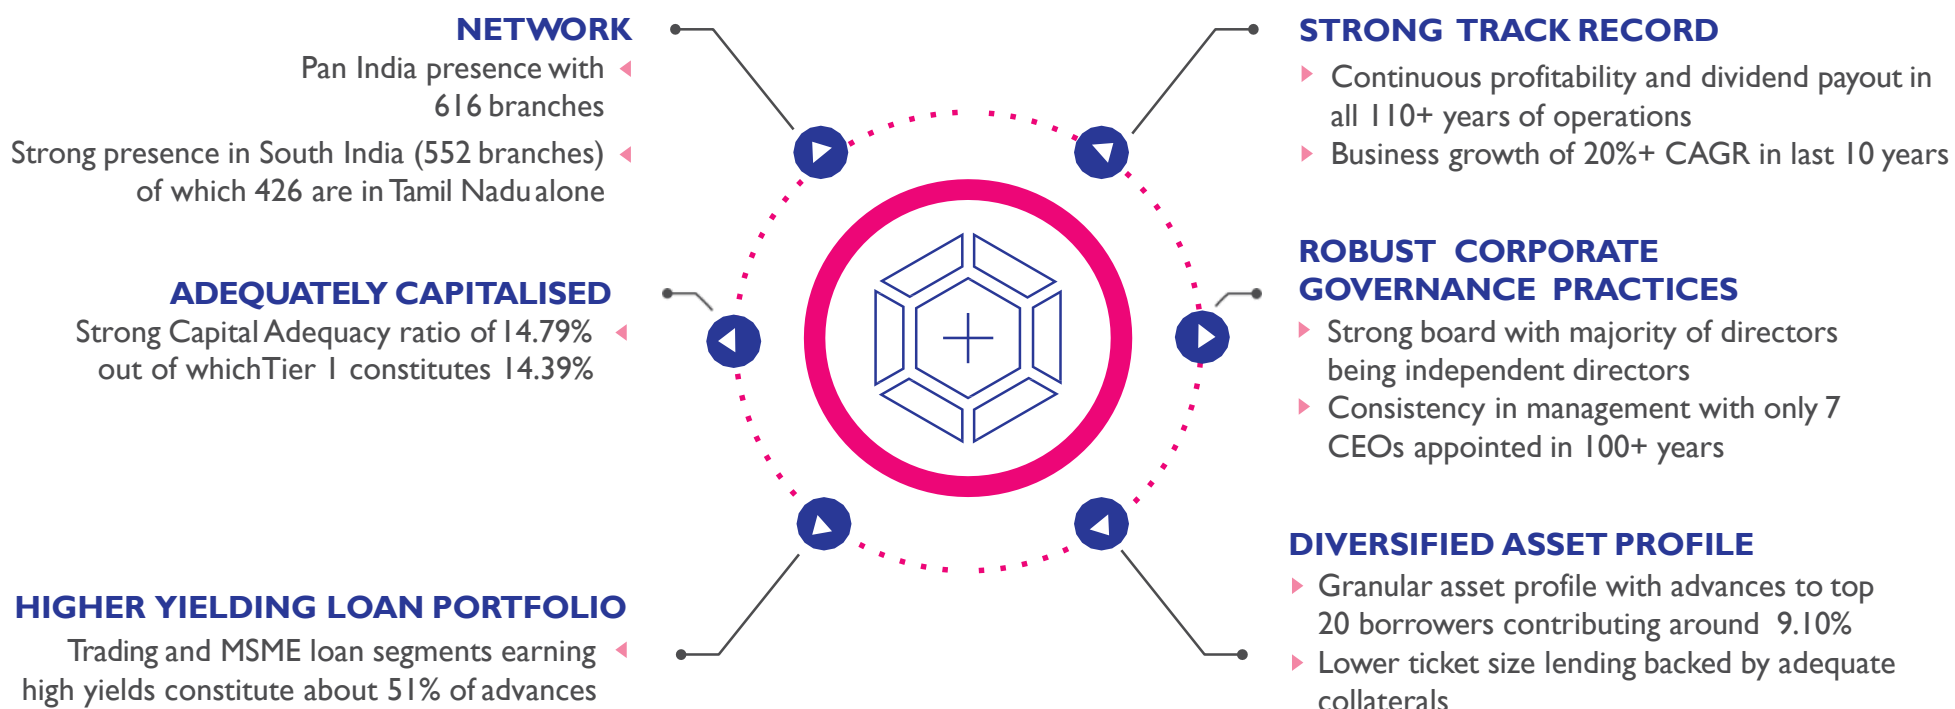 NETWORK
Pan India presence with
616 branches
Strong presence in South India (552 branches)
of which 426 are in Tamil Nadu alone
ADEQUATELY CAPITALISED
Strong Capital Adequacy ratio of 14.79%
out of which Tier 1 constitutes 14.39%
HIGHER YIELDING LOAN PORTFOLIO
Trading and MSME loan segments earning
high yields constitute about 51% of advances
STRONG TRACK RECORD
Continuous profitability and dividend payout in
all 110+ years of operations
Business growth of 20%+ CAGR in last 10 years
ROBUST CORPORATE
GOVERNANCE PRACTICES
Strong board with majority of directors
being independent directors
Consistency in management with only 7
CEOs appointed in 100+ years
DIVERSIFIED ASSET PROFILE
Granular asset profile with advances to top
20 borrowers contributing around 9.10%
Lower ticket size lending backed by adequate
collaterals